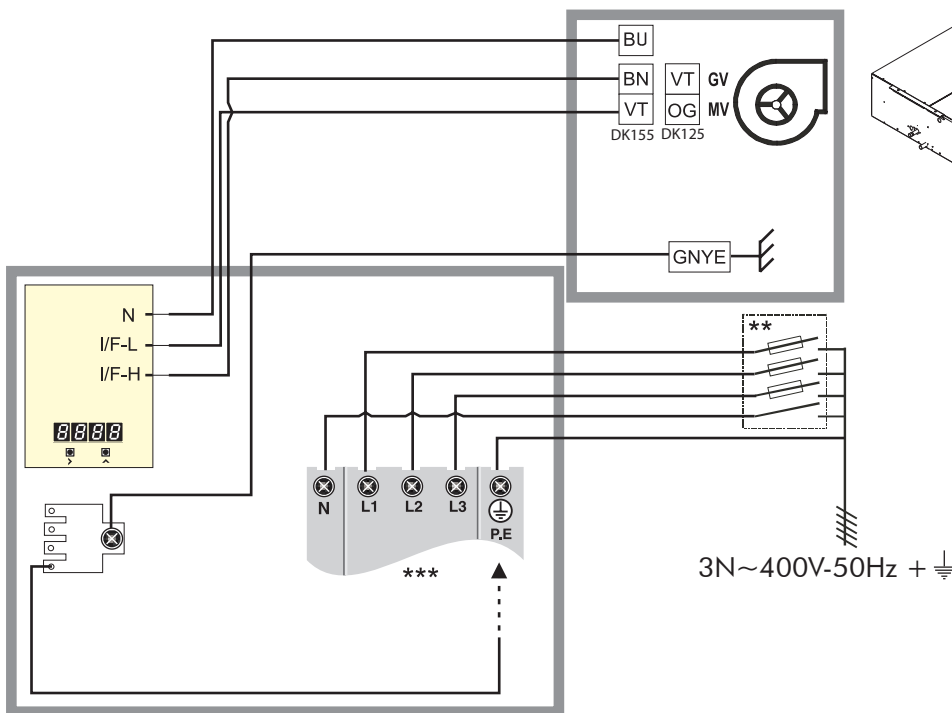 BU
BN VT GV
VT OG MV
DK155 DK125
GNYE
N
I/F-L
I/F-H
8888
**
N L1 L2 L3
P.E
***
3N~400V-50Hz + ⏚